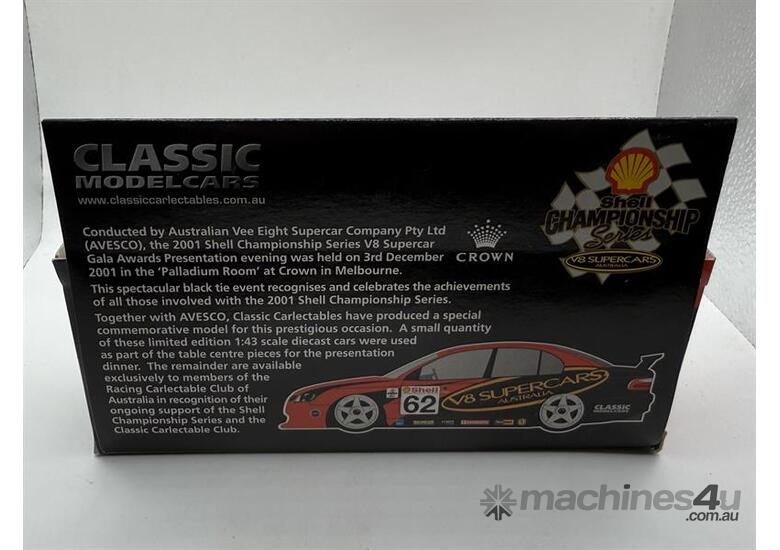 CLASSIC
MODELCARS
www.classiccarlectables.com.au
Shell
CHAMPIONSHIP
Series
V8 SUPERCARS
AUSTRALIA
Conducted by Australian Vee Eight Supercar Company Pty Ltd
(AVESCO), the 2001 Shell Championship Series V8 Supercar
Gala Awards Presentation evening was held on 3rd December
2001 in the 'Palladium Room' at Crown in Melbourne.
CROWN
This spectacular black tie event recognises and celebrates the achievements
of all those involved with the 2001 Shell Championship Series.
Together with AVESCO, Classic Carlectables have produced a special
commemorative model for this prestigious occasion. A small quantity
of these limited edition 1:43 scale diecast cars were used
as part of the table centre pieces for the presentation
dinner. The remainder are available
exclusively to members of the
Racing Carlectable Club of
Australia in recognition of their
ongoing support of the Shell
Championship Series and the
Classic Carlectable Club.
Shell
62
V8 SUPERCARS
AUSTRALIA
CLASSIC
MODELCARS
machines4u
.com.au